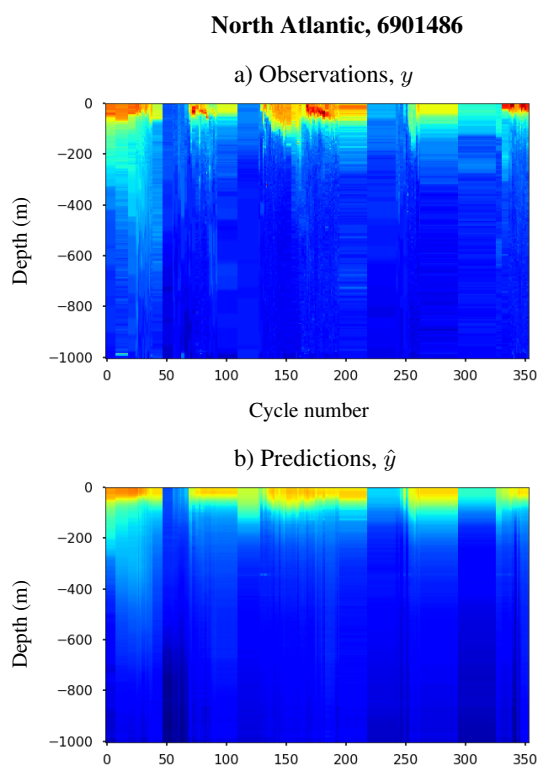 North Atlantic, 6901486
a) Observations, y
0
−200
−400
−600
−800
−1000
Depth (m)
0 50 100 150 200 250 300 350
Cycle number
b) Predictions, ŷ
0
−200
−400
−600
−800
−1000
Depth (m)
0 50 100 150 200 250 300 350